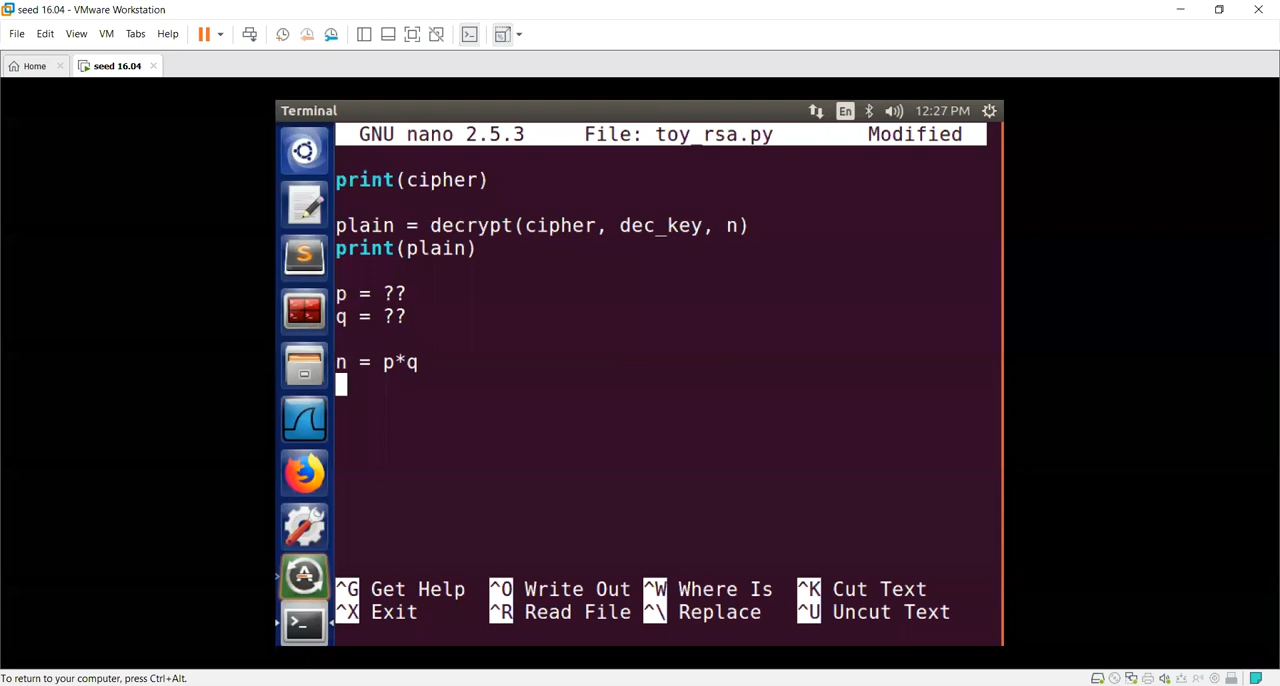 seed 16.04 - VMware Workstation
File Edit View VM Tabs Help
Home seed 16.04
Terminal En 12:27 PM
GNU nano 2.5.3 File: toy_rsa.py Modified
print(cipher)
plain = decrypt(cipher, dec_key, n)
print(plain)
p = ??
q = ??
n = p*q
^G Get Help ^O Write Out ^W Where Is ^K Cut Text
^X Exit ^R Read File ^\ Replace ^U Uncut Text
To return to your computer, press Ctrl+Alt.